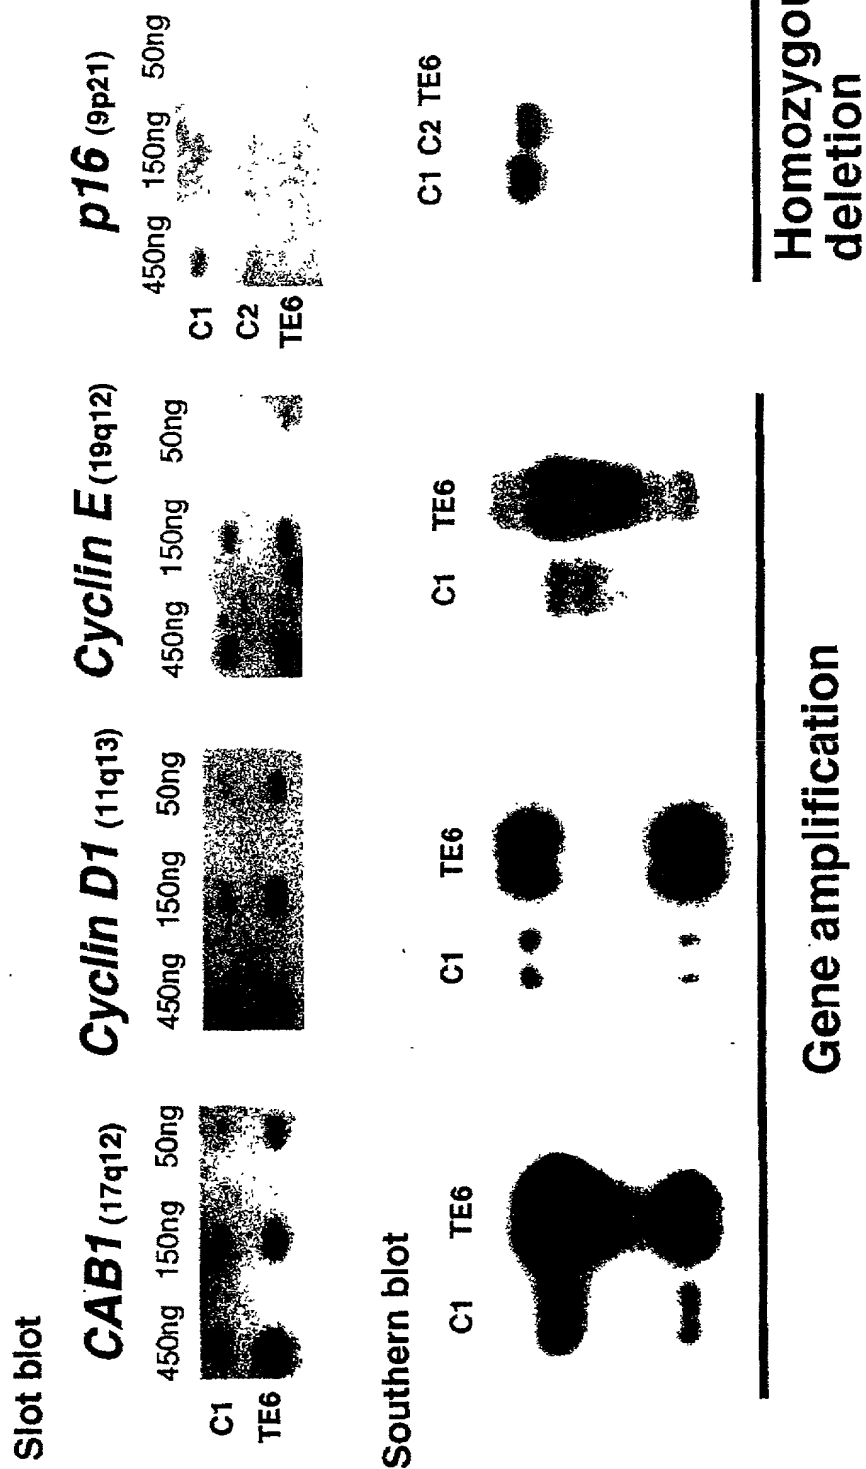 Slot blot
CAB1 (17q12) Cyclin D1 (11q13) Cyclin E (19q12) p16 (9p21)
450ng 150ng 50ng 450ng 150ng 50ng 450ng 150ng 50ng 450ng 150ng 50ng
C1 C1
C2
TE6 TE6
Southern blot
C1 TE6 C1 TE6 C1 TE6 C1 C2 TE6
Gene amplification
Homozygou
deletion